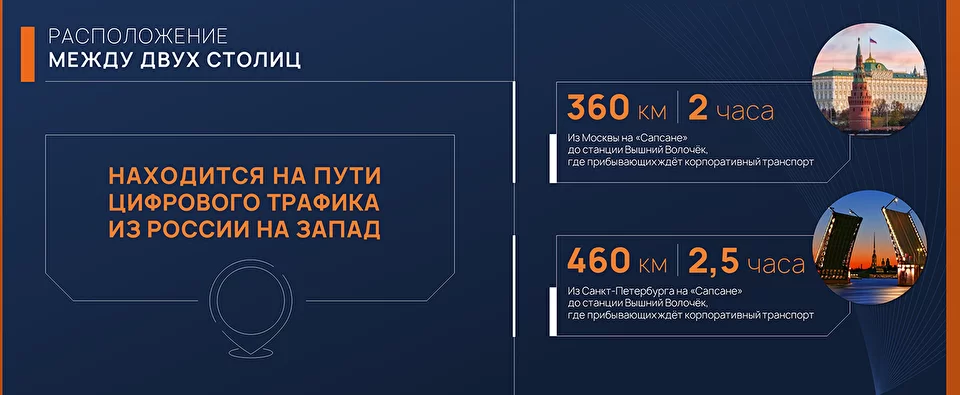 РАСПОЛОЖЕНИЕ
МЕЖДУ ДВУХ СТОЛИЦ
НАХОДИТСЯ НА ПУТИ
ЦИФРОВОГО ТРАФИКА
ИЗ РОССИИ НА ЗАПАД
360 км | 2 часа
Из Москвы на «Сапсане»
до станции Вышний Волочёк,
где прибывающих ждёт корпоративный транспорт
460 км | 2,5 часа
Из Санкт-Петербурга на «Сапсане»
до станции Вышний Волочёк,
где прибывающих ждёт корпоративный транспорт